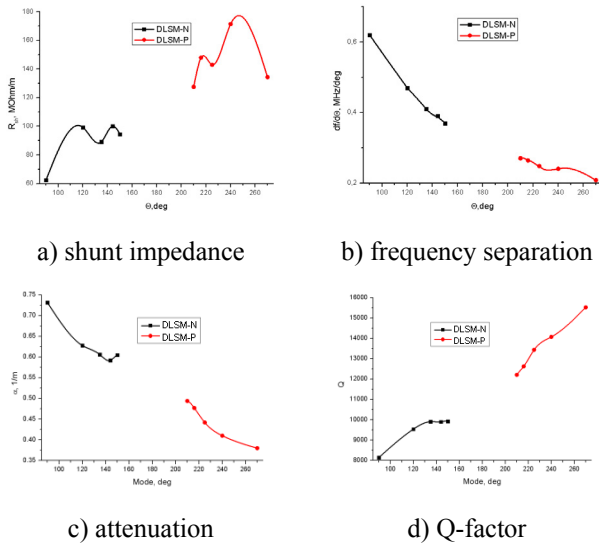 DLSM-N
DLSM-P
R_sh, MOhm/m
180
160
140
120
100
80
60
100 120 140 160 180 200 220 240 260
Θ,deg
a) shunt impedance
DLSM-N
DLSM-P
df/dΘ, MHz/deg
0,6
0,4
0,2
100 120 140 160 180 200 220 240 260
Θ,deg
b) frequency separation
DLSM-N
DLSM-P
α, 1/m
0.75
0.70
0.65
0.60
0.55
0.50
0.45
0.40
0.35
100 120 140 160 180 200 220 240 260
Mode, deg
c) attenuation
DLSM-N
DLSM-P
Q
16000
15000
14000
13000
12000
11000
10000
9000
8000
100 120 140 160 180 200 220 240 260
Mode, deg
d) Q-factor